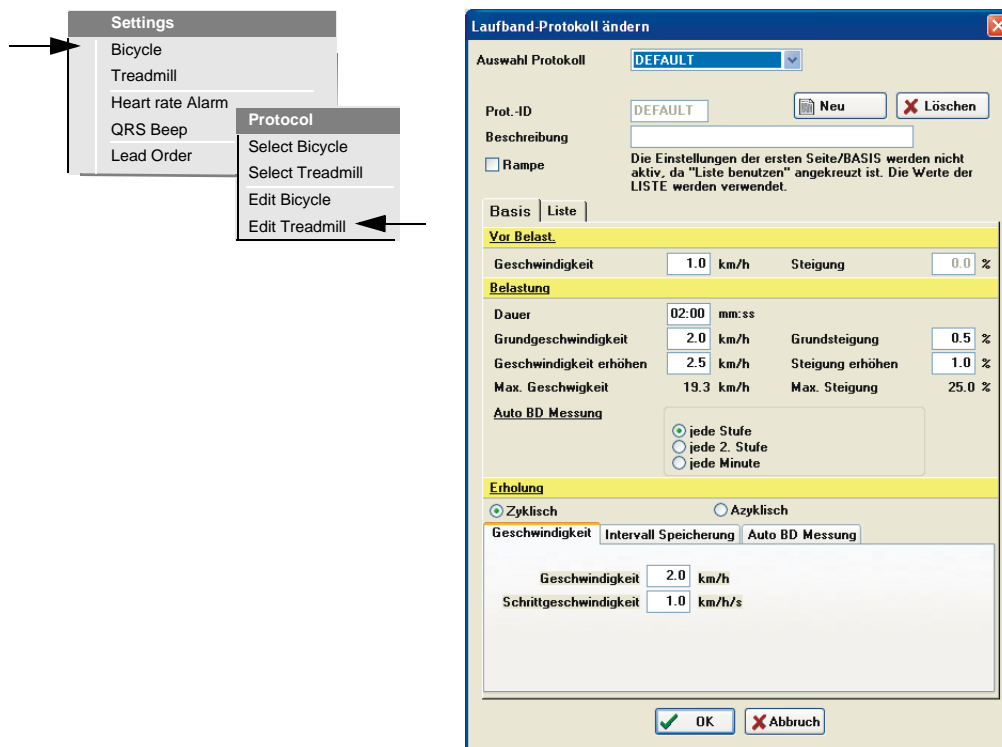 Settings
Bicycle
Treadmill
Heart rate Alarm
QRS Beep
Lead Order
Protocol
Select Bicycle
Select Treadmill
Edit Bicycle
Edit Treadmill
Laufband-Protokoll ändern
Auswahl Protokoll DEFAULT
Prot.-ID DEFAULT Neu Löschen
Beschreibung
Rampe
Die Einstellungen der ersten Seite/BASIS werden nicht
aktiv, da "Liste benutzen" angekreuzt ist. Die Werte der
LISTE werden verwendet.
Basis Liste
Vor Belast.
Geschwindigkeit 1.0 km/h Steigung 0.0 %
Belastung
Dauer 02:00 mm:ss
Grundgeschwindigkeit 2.0 km/h Grundsteigung 0.5 %
Geschwindigkeit erhöhen 2.5 km/h Steigung erhöhen 1.0 %
Max. Geschwigkeit 19.3 km/h Max. Steigung 25.0 %
Auto BD Messung
jede Stufe
jede 2. Stufe
jede Minute
Erholung
Zyklisch Azyklisch
Geschwindigkeit Intervall Speicherung Auto BD Messung
Geschwindigkeit 2.0 km/h
Schrittgeschwindigkeit 1.0 km/h/s
OK Abbruch